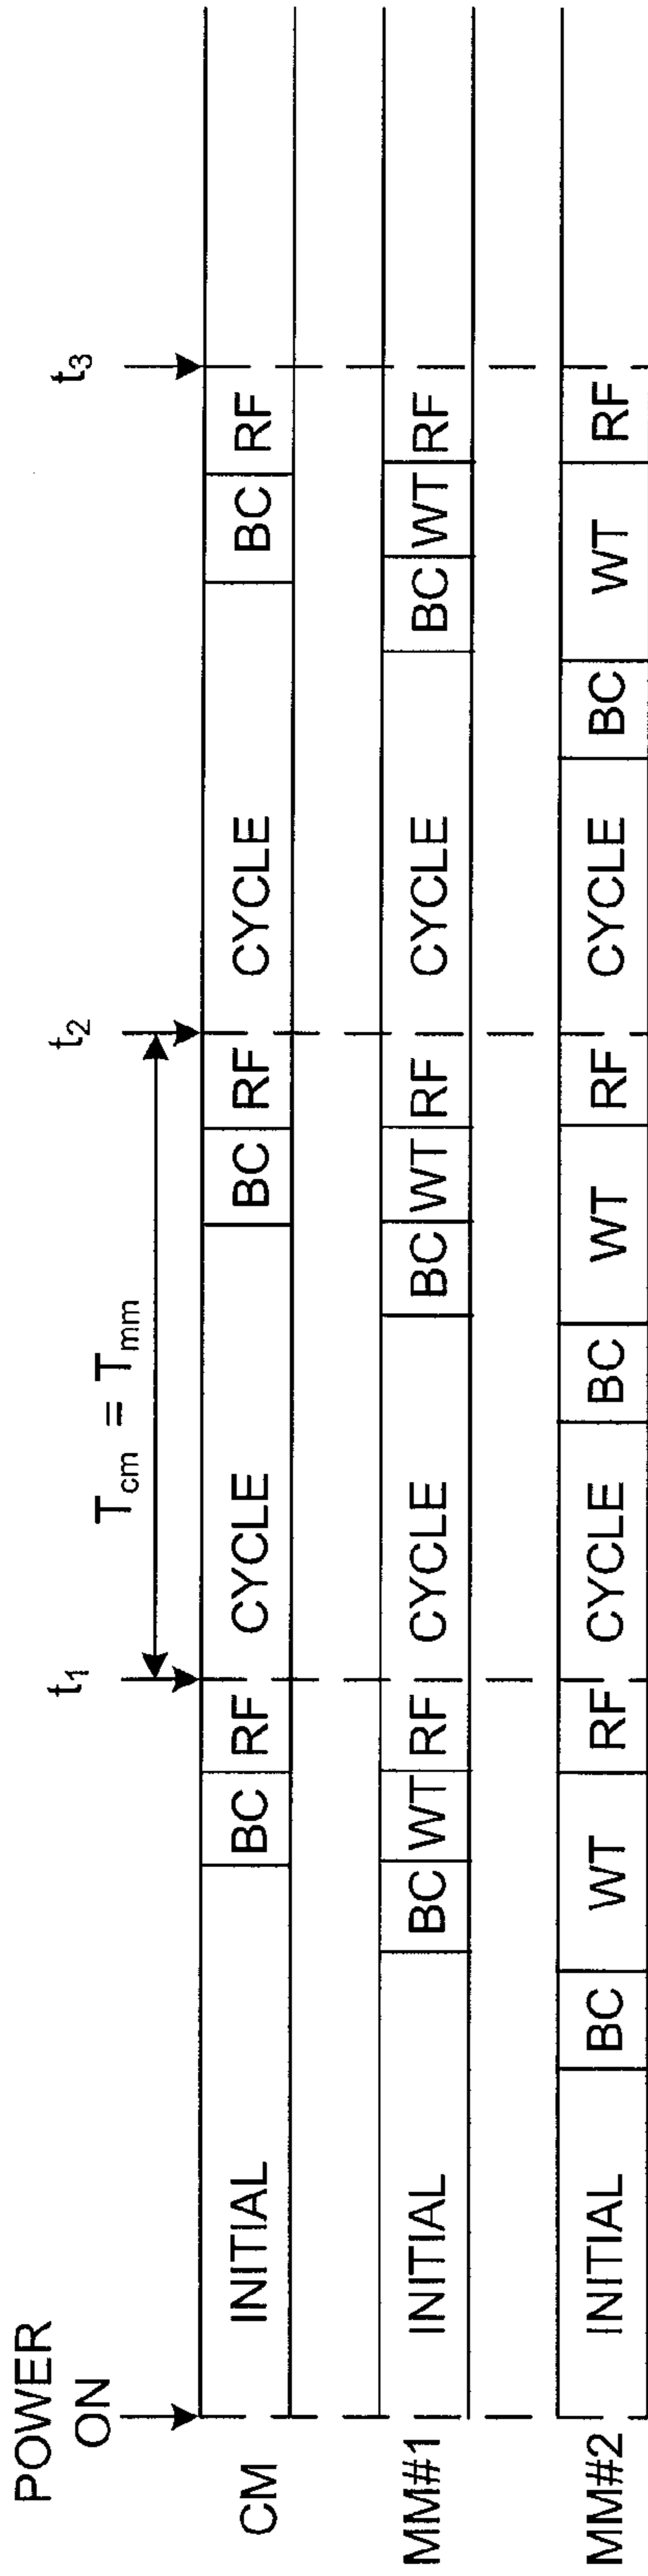 POWER
ON
t1
t2
t3
Tcm = Tmm
CM
INITIAL
BC
RF
CYCLE
BC
RF
CYCLE
BC
RF
MM#1
INITIAL
BC
WT
RF
CYCLE
BC
WT
RF
CYCLE
BC
WT
RF
MM#2
INITIAL
BC
WT
RF
CYCLE
BC
WT
RF
CYCLE
BC
WT
RF